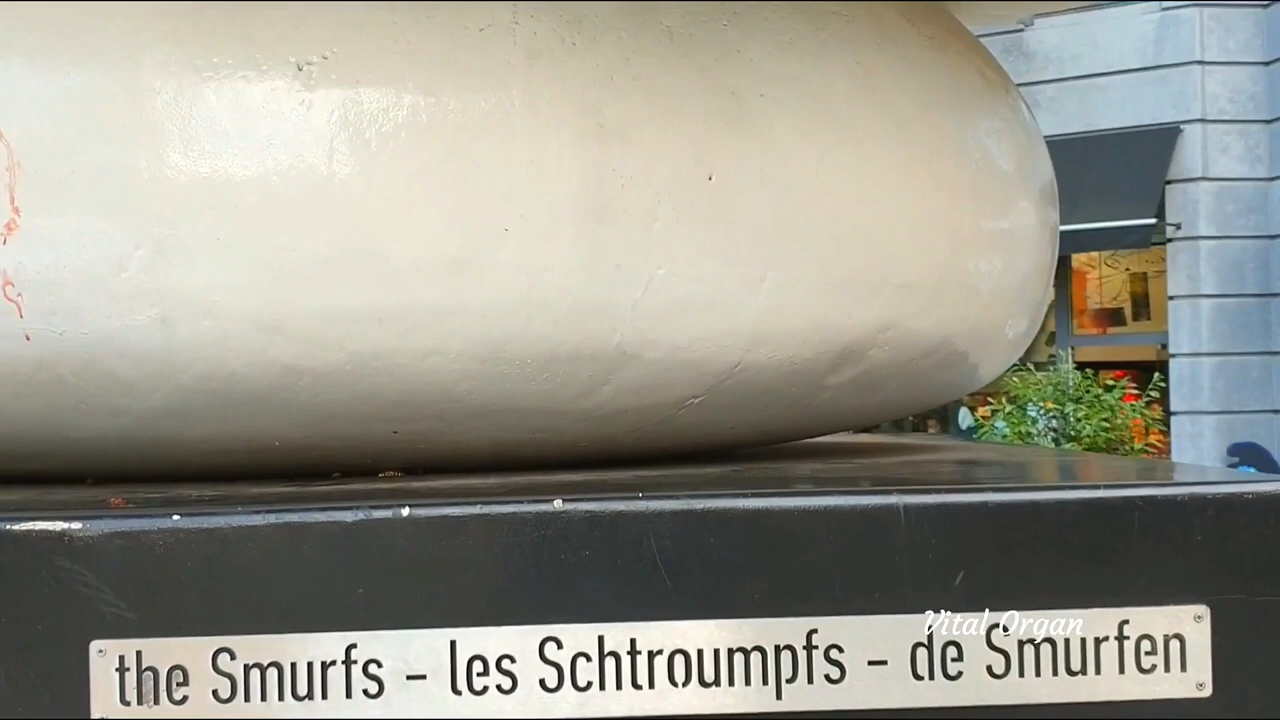 Vital Organ
the Smurfs - les Schtroumpfs - de Smurfen